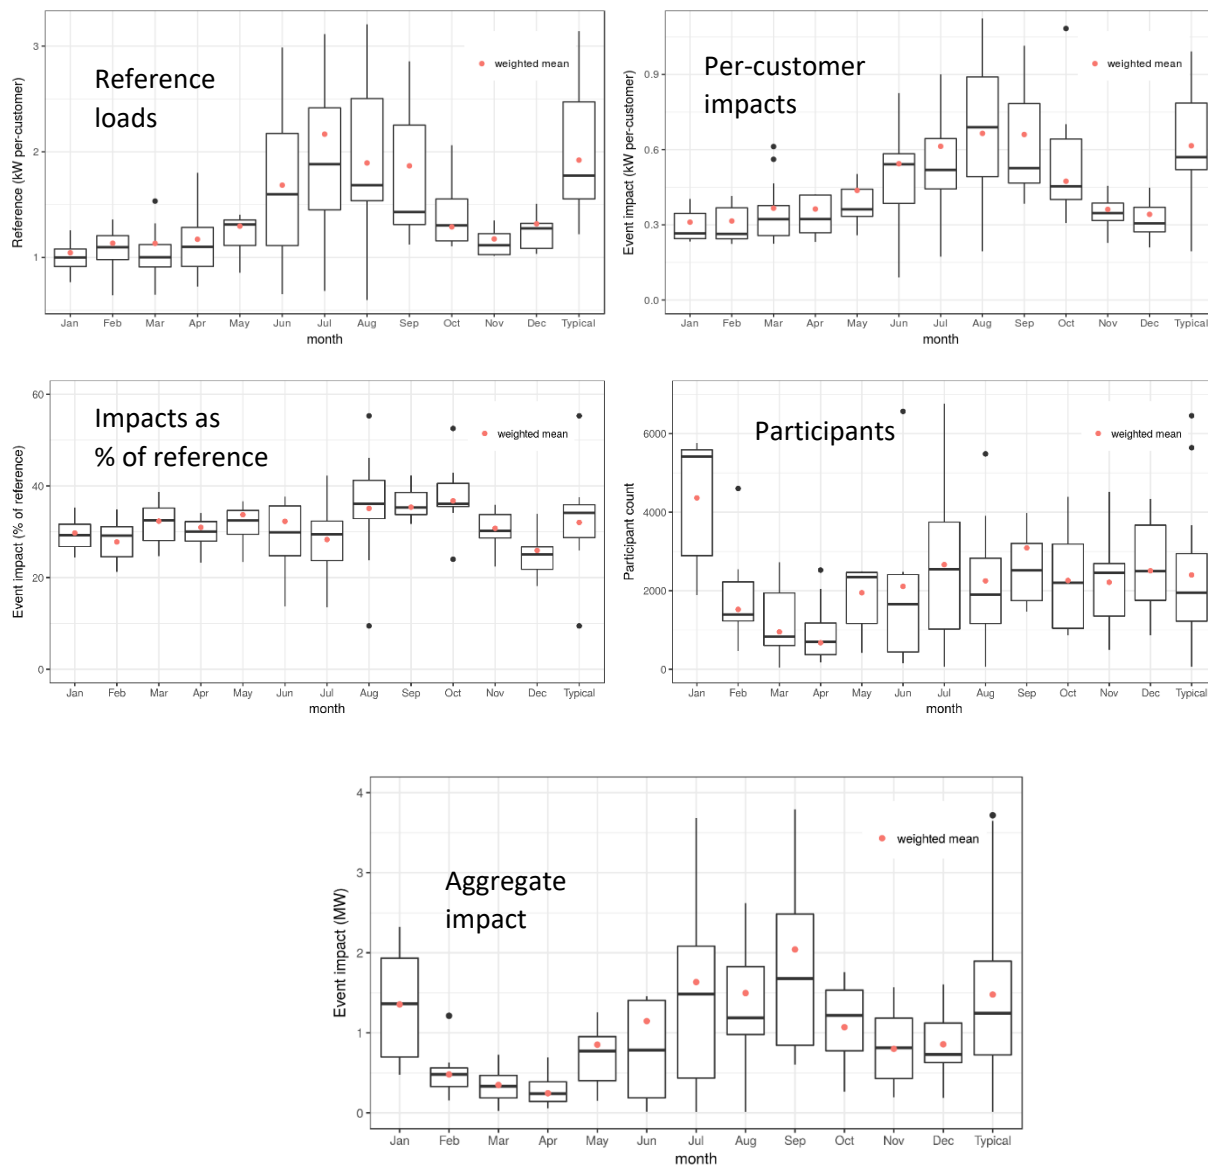 Reference
loads
weighted mean
Reference (kW per-customer)
3
2
1
Jan Feb Mar Apr May Jun Jul Aug Sep Oct Nov Dec Typical
month
Per-customer
impacts
weighted mean
Event impact (kW per-customer)
0.9
0.6
0.3
0.0
Jan Feb Mar Apr May Jun Jul Aug Sep Oct Nov Dec Typical
month
Impacts as
% of reference
weighted mean
Event impact (% of reference)
60
40
20
0
Jan Feb Mar Apr May Jun Jul Aug Sep Oct Nov Dec Typical
month
Participants
weighted mean
Participant count
6000
4000
2000
0
Jan Feb Mar Apr May Jun Jul Aug Sep Oct Nov Dec Typical
month
Aggregate
impact
weighted mean
Event impact (MW)
4
3
2
1
0
Jan Feb Mar Apr May Jun Jul Aug Sep Oct Nov Dec Typical
month